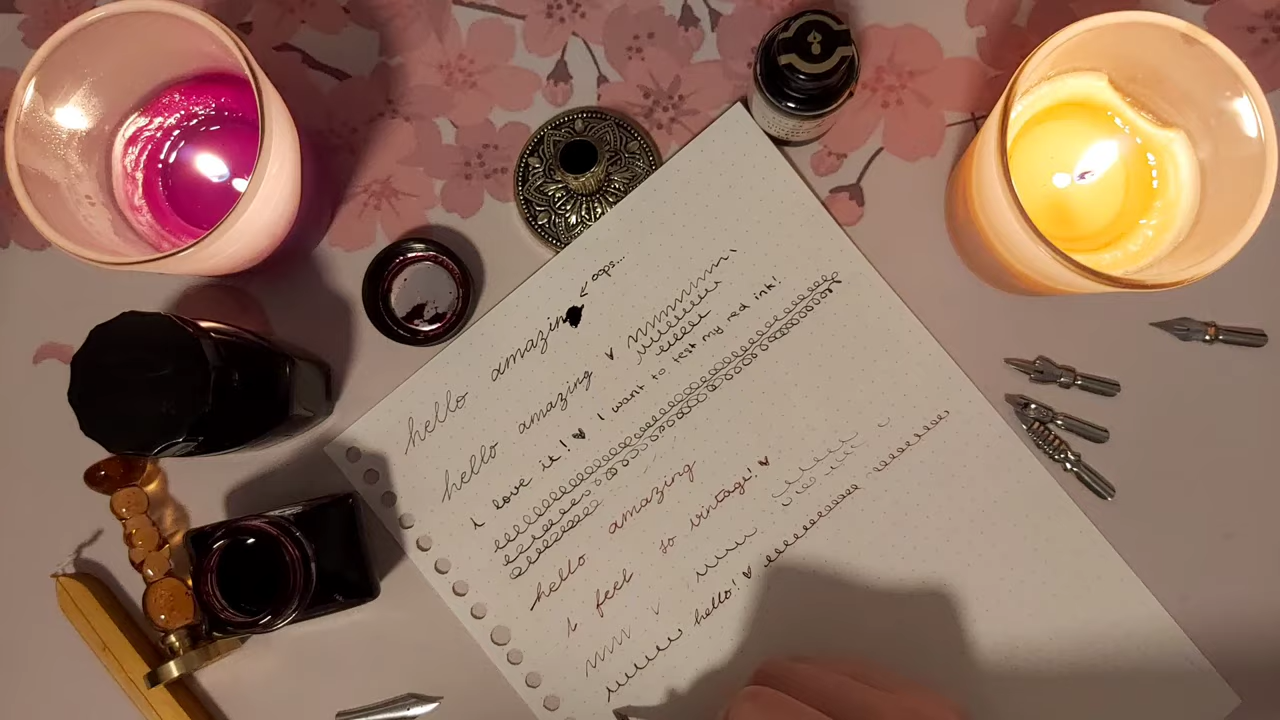 oops...
hello amazing
hello amazing ♥
i love it! ♥ I want to test my red ink!
hello amazing
i feel so vintage! ♥
hello! ♥